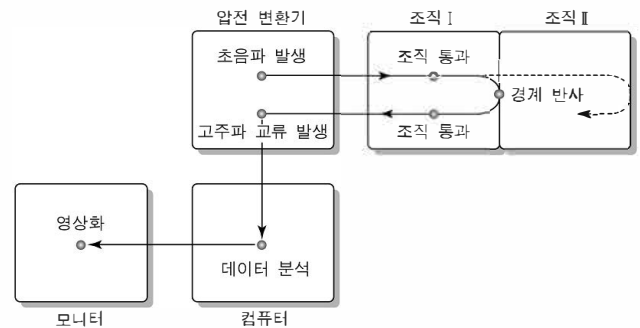 압전 변환기
조직 Ⅰ
조직 Ⅱ
초음파 발생
조직 통과
경계 반사
고주파 교류 발생
조직 통과
영상화
데이터 분석
모니터
컴퓨터